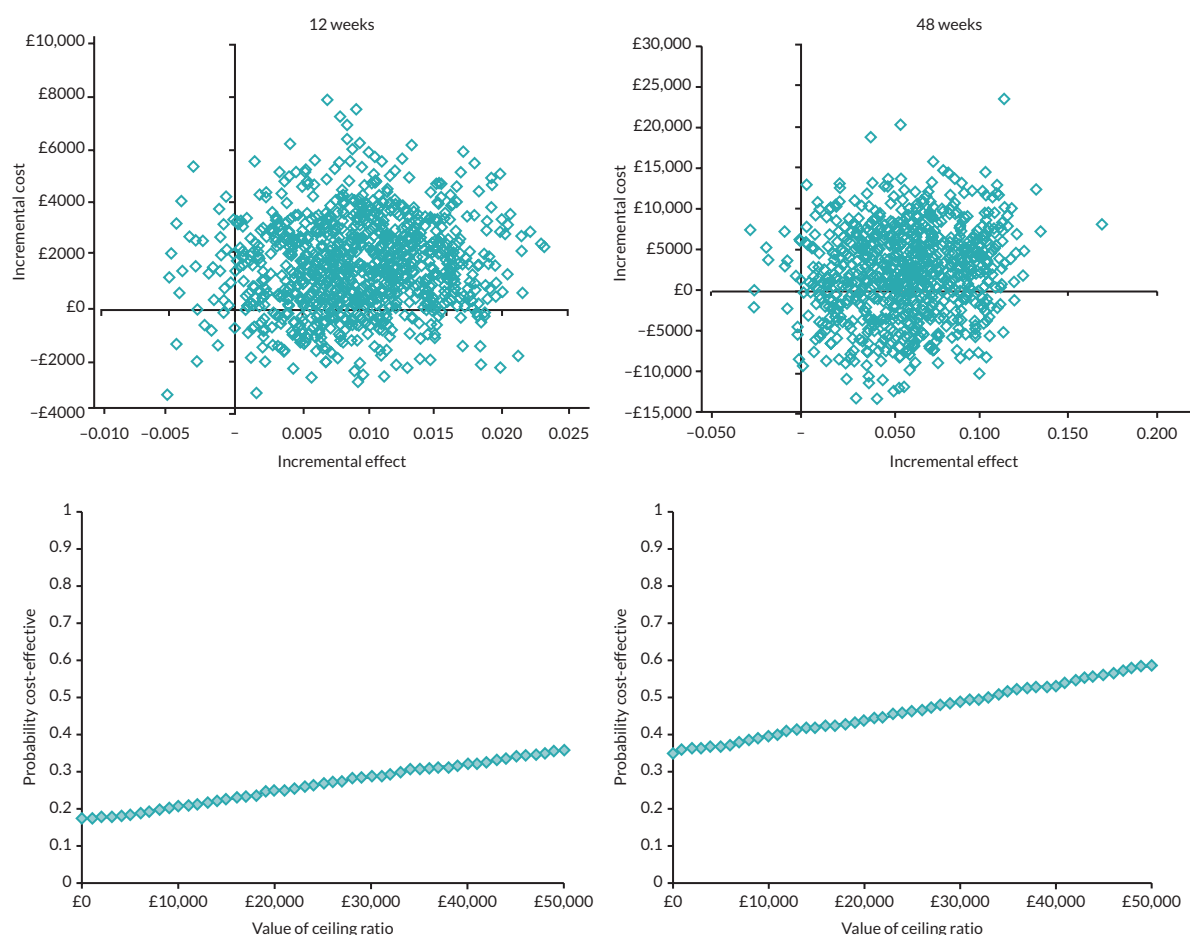 12 weeks
£10,000
£8000
£6000
£4000
£2000
£0
–£2000
–£4000
Incremental cost
–0.010 –0.005 – 0.005 0.010 0.015 0.020 0.025
Incremental effect
48 weeks
£30,000
£25,000
£20,000
£15,000
£10,000
£5000
£0
–£5000
–£10,000
–£15,000
Incremental cost
–0.050 – 0.050 0.100 0.150 0.200
Incremental effect
1
0.9
0.8
0.7
0.6
0.5
0.4
0.3
0.2
0.1
0
Probability cost-effective
£0 £10,000 £20,000 £30,000 £40,000 £50,000
Value of ceiling ratio
1
0.9
0.8
0.7
0.6
0.5
0.4
0.3
0.2
0.1
0
Probability cost-effective
£0 £10,000 £20,000 £30,000 £40,000 £50,000
Value of ceiling ratio